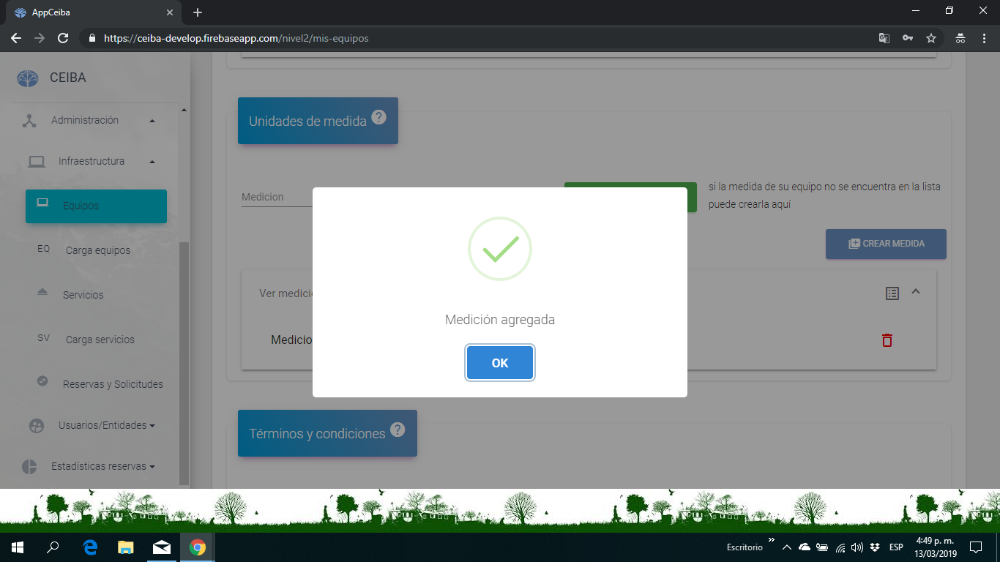 AppCeiba
https://ceiba-develop.firebaseapp.com/nivel2/mis-equipos
CEIBA
Administración
Infraestructura
Equipos
EQ Carga equipos
Servicios
SV Carga servicios
Reservas y Solicitudes
Usuarios/Entidades
Estadísticas reservas
Unidades de medida ?
Medicion
si la medida de su equipo no se encuentra en la lista
puede crearla aquí
CREAR MEDIDA
Ver medicio
Medicio
Medición agregada
OK
Términos y condiciones ?
Escritorio
ESP
4:49 p. m.
13/03/2019